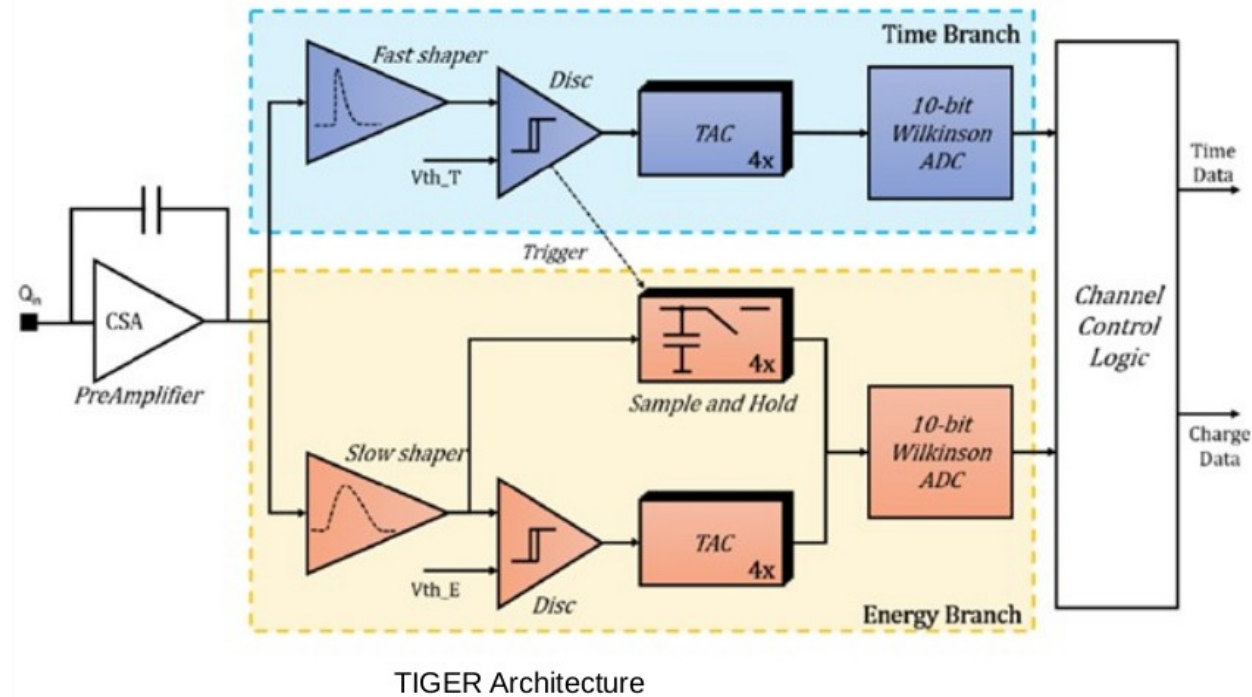 Time Branch
Fast shaper
Disc
10-bit
Wilkinson
ADC
TAC
4x
Vth_T
Time
Data
Trigger
Qin
CSA
PreAmplifier
4x
Sample and Hold
Channel
Control
Logic
Slow shaper
10-bit
Wilkinson
ADC
Charge
Data
TAC
4x
Vth_E
Disc
Energy Branch
TIGER Architecture